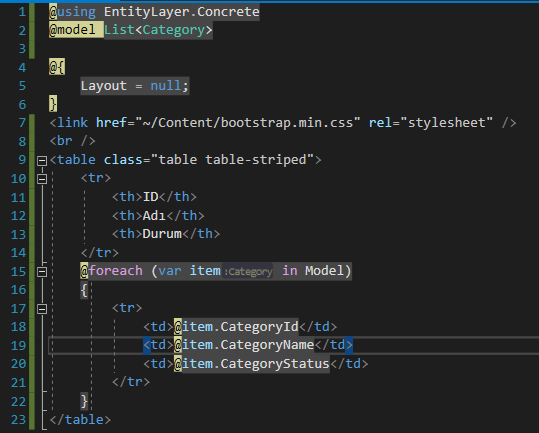 1 @using EntityLayer.Concrete
2 @model List<Category>
3
4 @{
5     Layout = null;
6 }
7 <link href="~/Content/bootstrap.min.css" rel="stylesheet" />
8 <br />
9 <table class="table table-striped">
10     <tr>
11         <th>ID</th>
12         <th>Adı</th>
13         <th>Durum</th>
14     </tr>
15     @foreach (var item :Category in Model)
16     {
17         <tr>
18             <td>@item.CategoryId</td>
19             <td>@item.CategoryName</td>
20             <td>@item.CategoryStatus</td>
21         </tr>
22     }
23 </table>